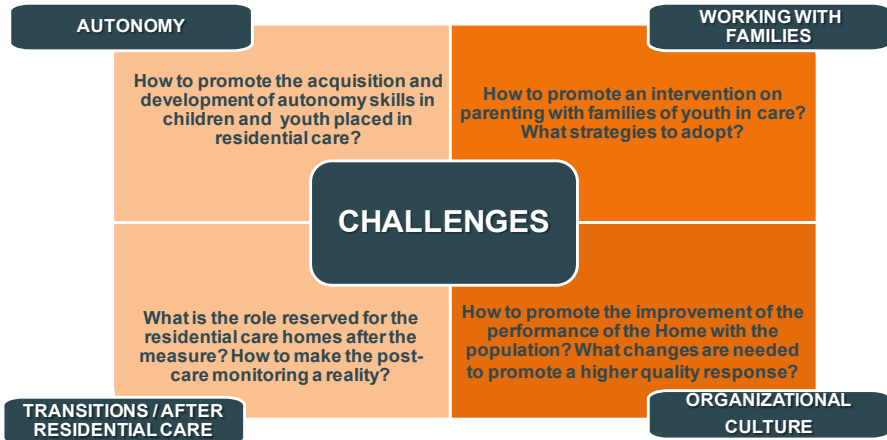 AUTONOMY
WORKING WITH
FAMILIES
How to promote the acquisition and
development of autonomy skills in
children and youth placed in
residential care?
How to promote an intervention on
parenting with families of youth in care?
What strategies to adopt?
CHALLENGES
What is the role reserved for the
residential care homes after the
measure? How to make the post-
care monitoring a reality?
How to promote the improvement of the
performance of the Home with the
population? What changes are needed
to promote a higher quality response?
TRANSITIONS / AFTER
RESIDENTIAL CARE
ORGANIZATIONAL
CULTURE